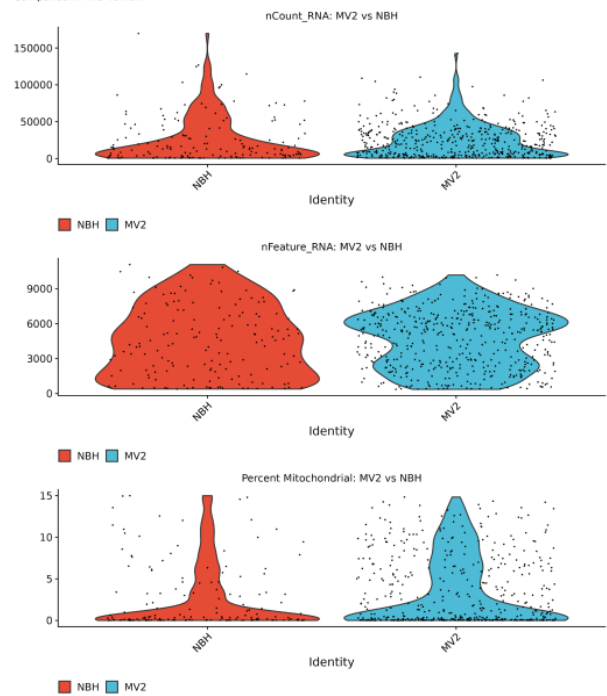 nCount_RNA: MV2 vs NBH
150000
100000
50000
0
NBH
MV2
Identity
NBH MV2
nFeature_RNA: MV2 vs NBH
9000
6000
3000
0
NBH
MV2
Identity
NBH MV2
Percent Mitochondrial: MV2 vs NBH
15
10
5
0
NBH
MV2
Identity
NBH MV2